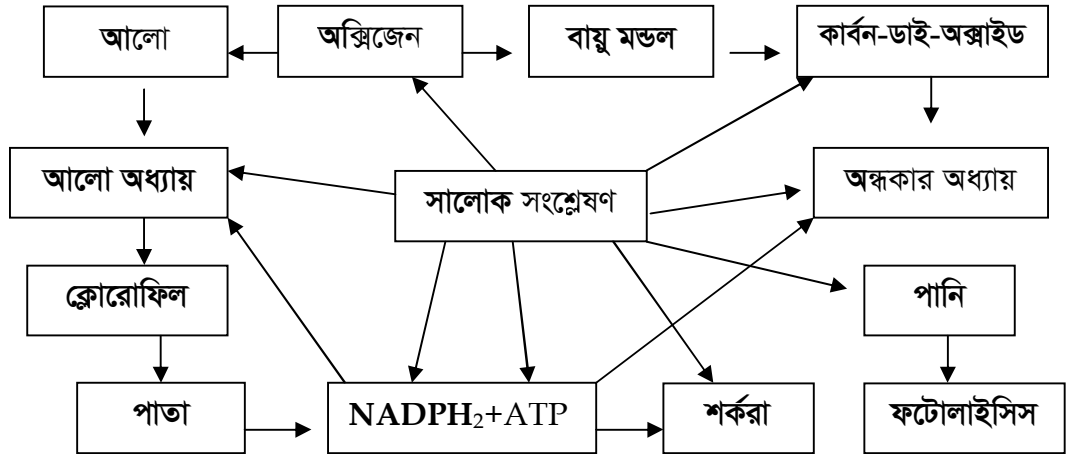 আলো
অক্সিজেন
বায়ু মন্ডল
কার্বন-ডাই-অক্সাইড
আলো অধ্যায়
সালোক সংশ্লেষণ
অন্ধকার অধ্যায়
ক্লোরোফিল
পানি
পাতা
NADPH₂+ATP
শর্করা
ফটোলাইসিস